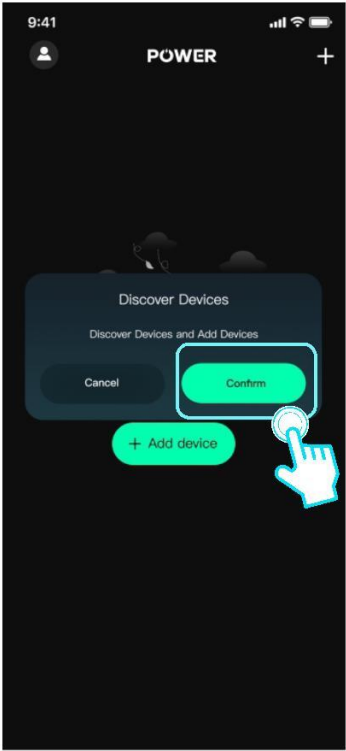 9:41
POWER
+
Discover Devices
Discover Devices and Add Devices
Cancel
Confirm
+ Add device